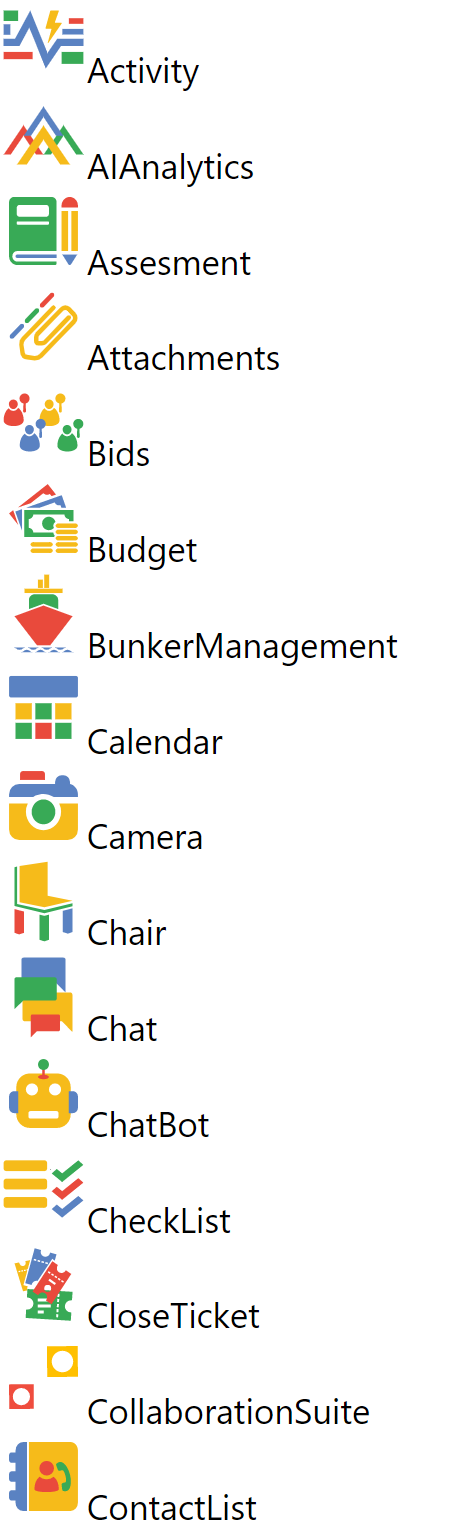 Activity
AIAnalytics
Assesment
Attachments
Bids
Budget
BunkerManagement
Calendar
Camera
Chair
Chat
ChatBot
CheckList
CloseTicket
CollaborationSuite
ContactList